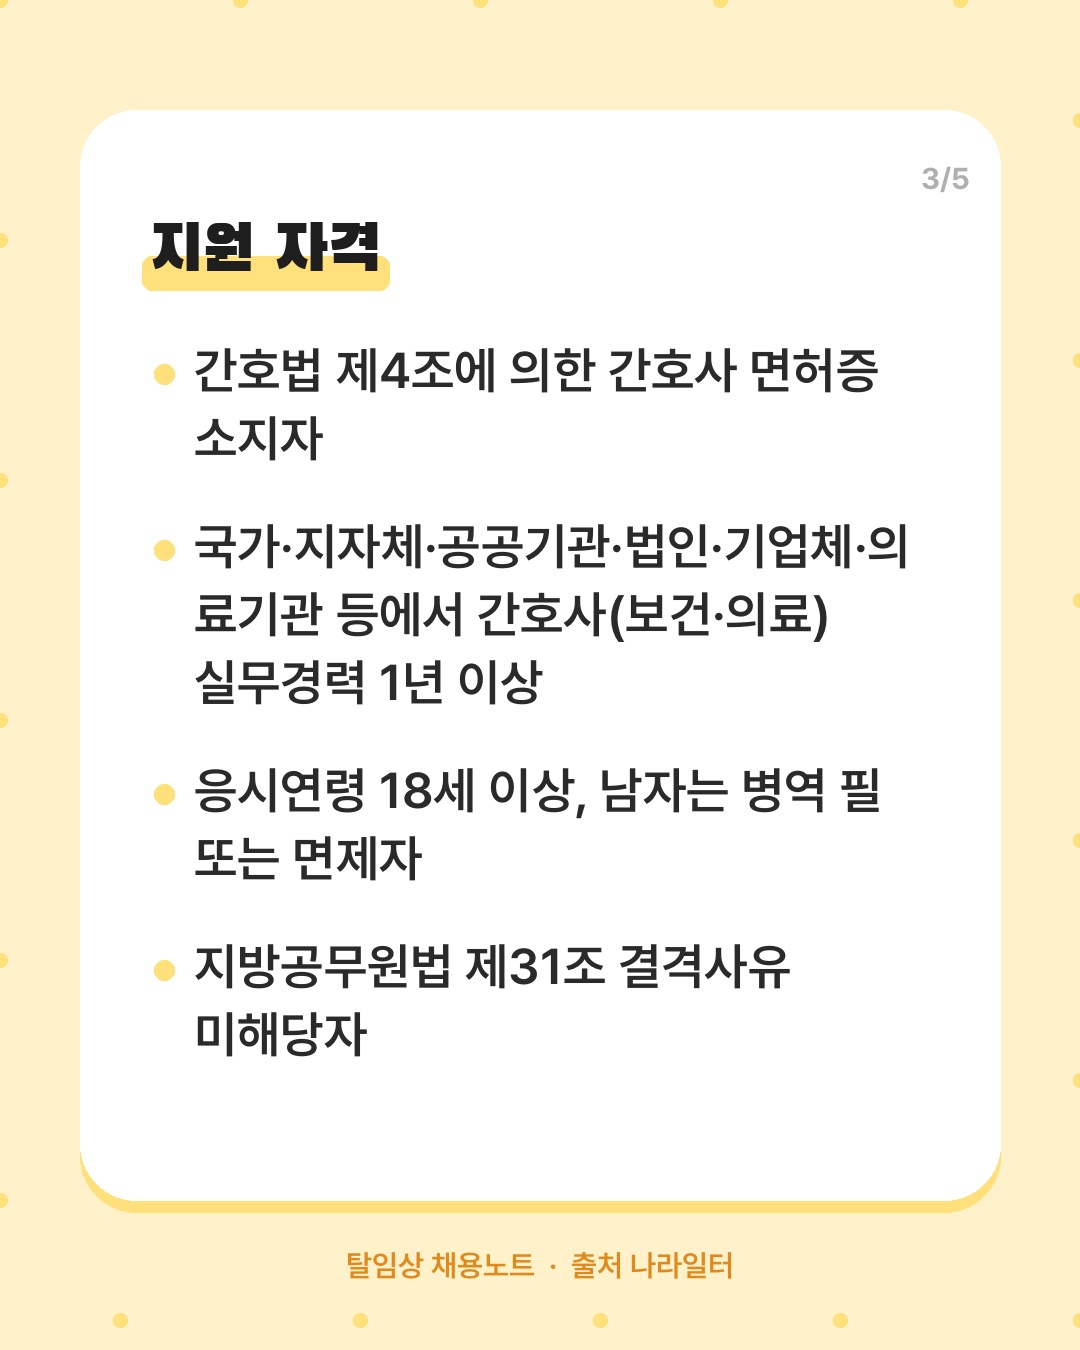 3/5
지원 자격
간호법 제4조에 의한 간호사 면허증
소지자
국가·지자체·공공기관·법인·기업체·의
료기관 등에서 간호사(보건·의료)
실무경력 1년 이상
응시연령 18세 이상, 남자는 병역 필
또는 면제자
지방공무원법 제31조 결격사유
미해당자
탈임상 채용노트 · 출처 나라일터